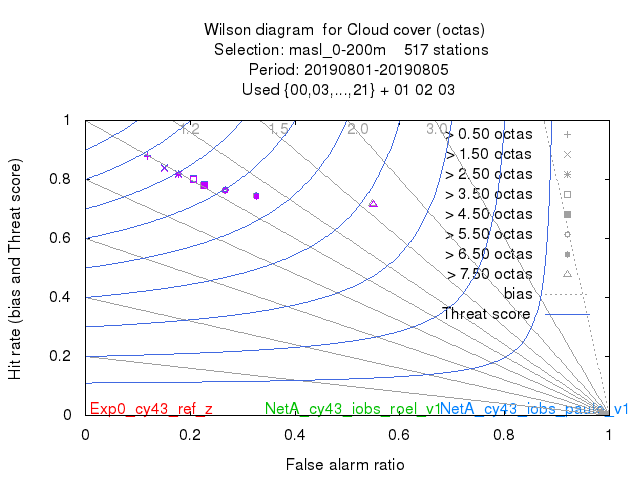 Wilson diagram for Cloud cover (octas)
Selection: masl_0-200m 517 stations
Period: 20190801-20190805
Used {00,03,...,21} + 01 02 03
Hit rate (bias and Threat score)
1
0.8
0.6
0.4
0.2
0
1.2 1.5 2.0 3.0
> 0.50 octas
> 1.50 octas
> 2.50 octas
> 3.50 octas
> 4.50 octas
> 5.50 octas
> 6.50 octas
> 7.50 octas
bias
Threat score
Exp0_cy43_ref_z NetA_cy43_iobs_roel_v1 NetA_cy43_iobs_paulo_v1
0 0.2 0.4 0.6 0.8 1
False alarm ratio